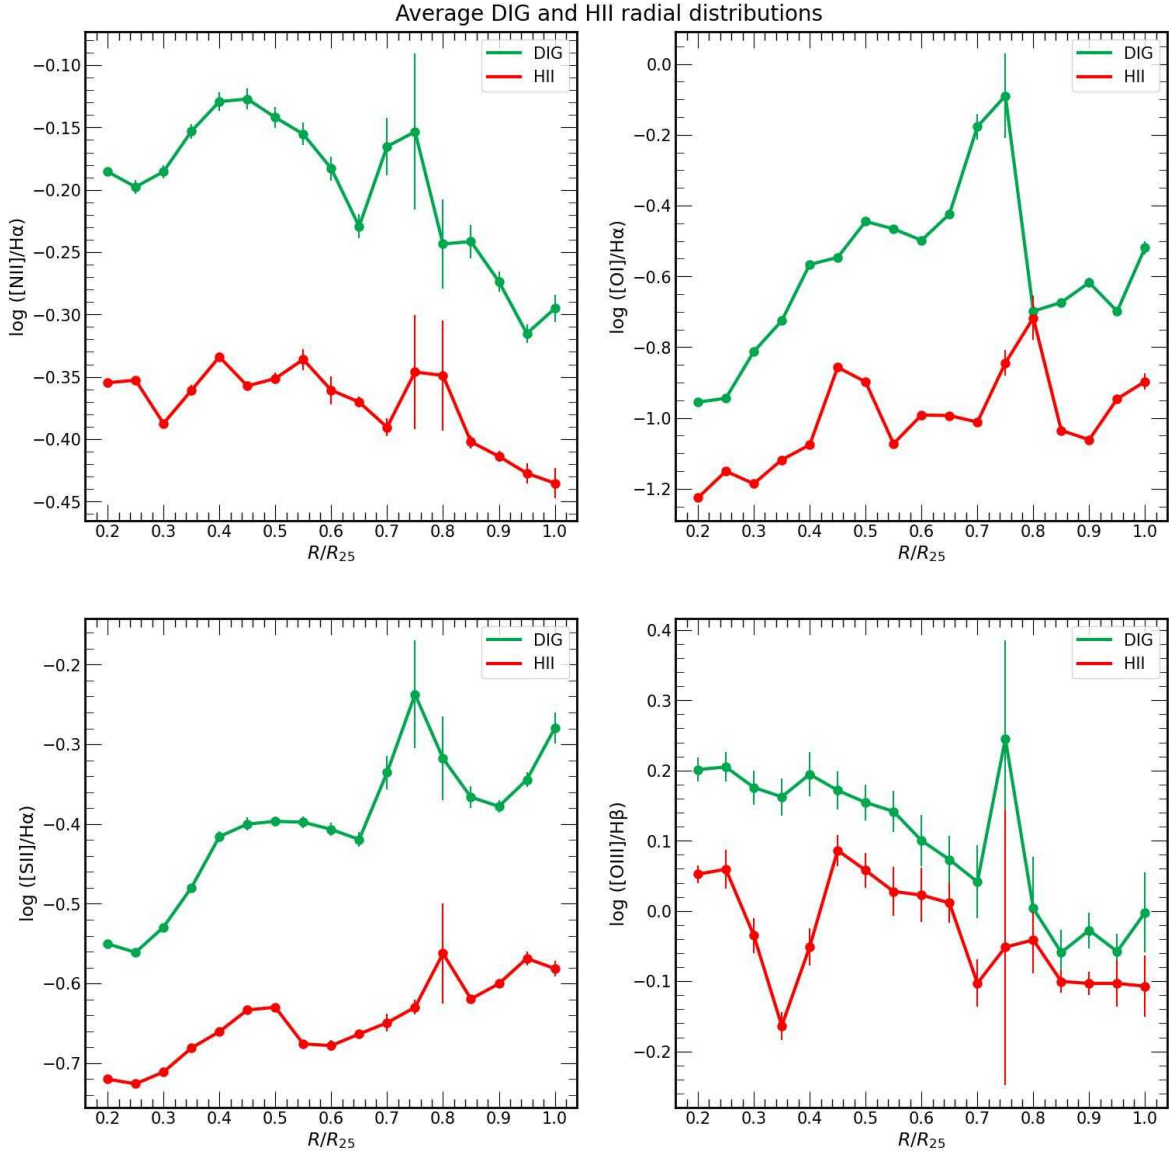 Average DIG and HII radial distributions
DIG
HII
−0.10
−0.15
−0.20
−0.25
−0.30
−0.35
−0.40
−0.45
log ([NII]/Hα)
0.2 0.3 0.4 0.5 0.6 0.7 0.8 0.9 1.0
R/R25
DIG
HII
0.0
−0.2
−0.4
−0.6
−0.8
−1.0
−1.2
log ([OI]/Hα)
0.2 0.3 0.4 0.5 0.6 0.7 0.8 0.9 1.0
R/R25
DIG
HII
−0.2
−0.3
−0.4
−0.5
−0.6
−0.7
log ([SII]/Hα)
0.2 0.3 0.4 0.5 0.6 0.7 0.8 0.9 1.0
R/R25
DIG
HII
0.4
0.3
0.2
0.1
0.0
−0.1
−0.2
log ([OIII]/Hβ)
0.2 0.3 0.4 0.5 0.6 0.7 0.8 0.9 1.0
R/R25